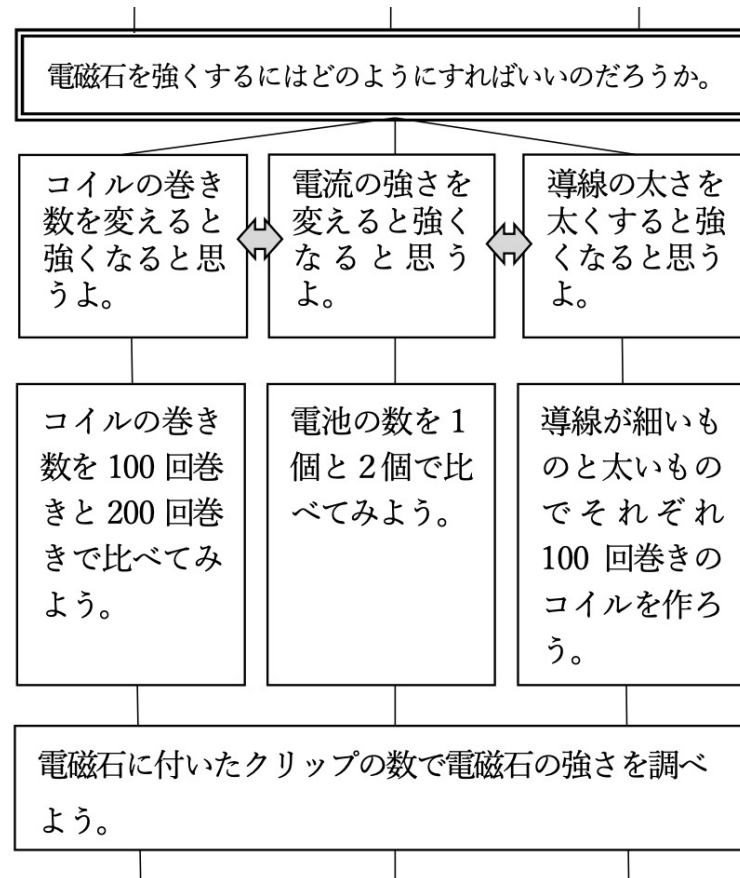 電磁石を強くするにはどのようにすればいいのだろうか。
コイルの巻き
数を変えると
強くなると思
うよ。
電流の強さを
変えると強く
なると思う
よ。
導線の太さを
太くすると強
くなると思う
よ。
コイルの巻き
数を 100 回巻
きと 200 回巻
きで比べてみ
よう。
電池の数を 1
個と 2 個で比
べてみよう。
導線が細いも
のと太いもの
でそれぞれ
100 回巻きの
コイルを作ろ
う。
電磁石に付いたクリップの数で電磁石の強さを調べ
よう。